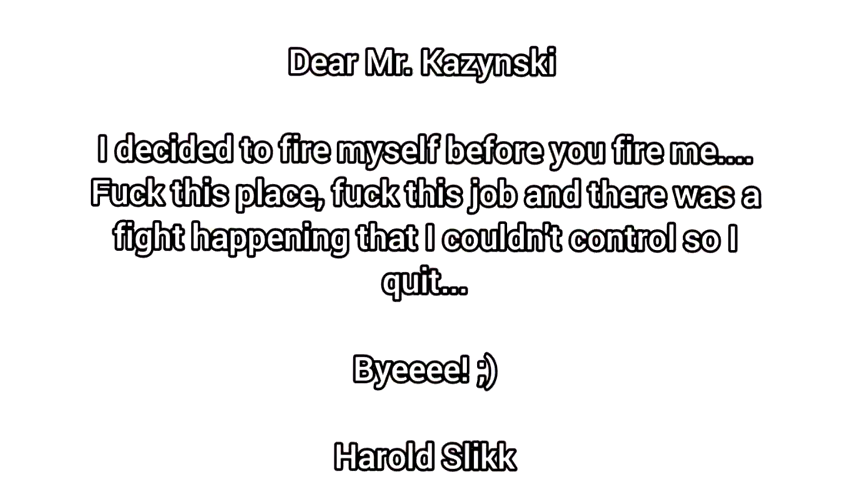 Dear Mr. Kazynski
I decided to fire myself before you fire me....
Fuck this place, fuck this job and there was a
fight happening that I couldn't control so I
quit...
Byeeee! ;)
Harold Slikk